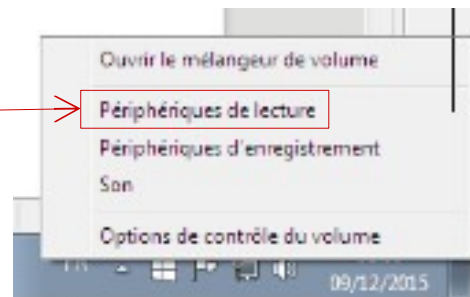 Ouvrir le mélangeur de volume
Périphériques de lecture
Périphériques d'enregistrement
Son
Options de contrôle du volume
09/12/2015